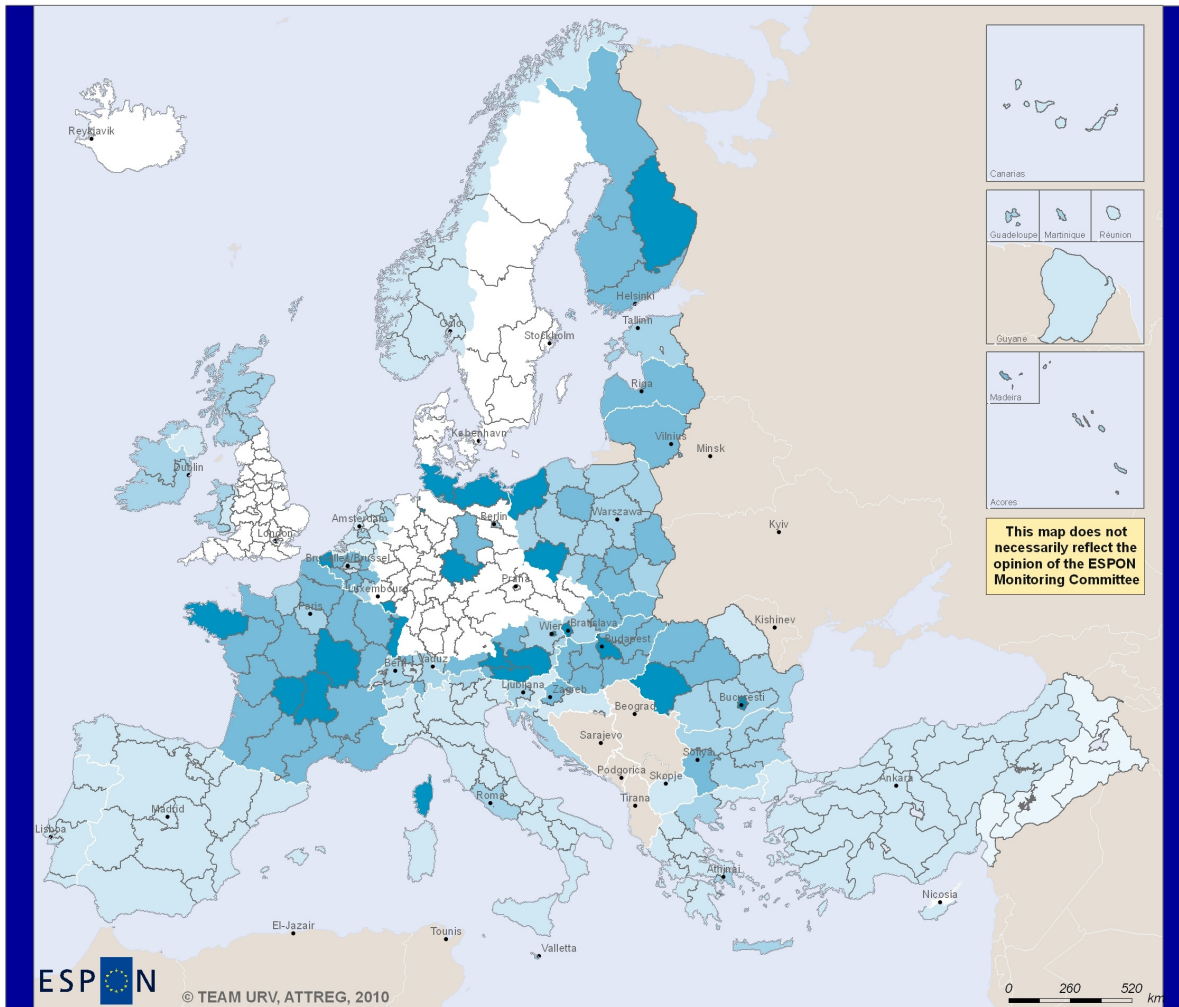 Reykjavik
Canarias
Guadeloupe
Martinique
Réunion
Guyane
Madeira
Acores
This map does not
necessarily reflect the
opinion of the ESPON
Monitoring Committee
Helsinki
Oslo
Tallinn
Stockholm
Riga
København
Vilnius
Minsk
Dublin
Amsterdam
Berlin
Warszawa
London
Kyiv
Bruxelles/Brussel
Luxembourg
Praha
Paris
Kishinev
Wien
Bratislava
Budapest
Bern
Vaduz
Ljubljana
Zagreb
Bucuresti
Beograd
Sarajevo
Sofiya
Podgorica
Skopje
Ankara
Roma
Tirana
Madrid
Lisboa
Athinai
Nicosia
El-Jazair
Tounis
Valletta
ESPON
© TEAM URV, ATTREG, 2010
0 260 520
km